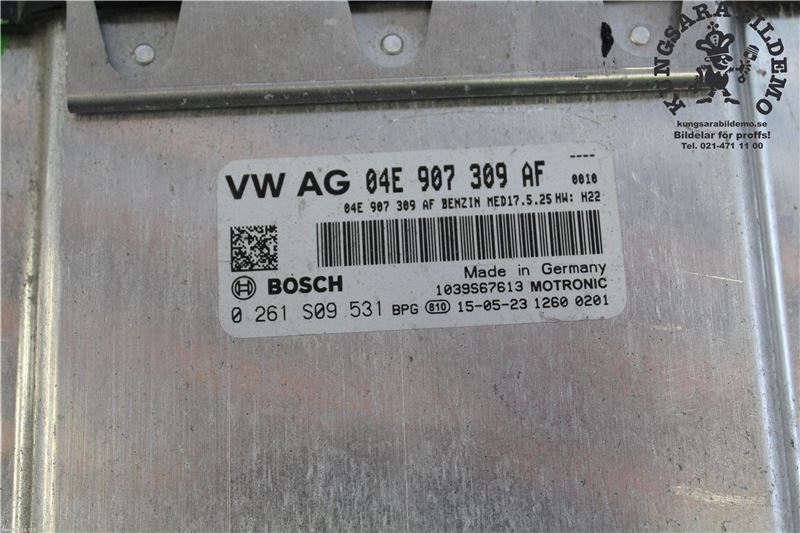 KUNGSARABILDEMO
kungsarabildemo.se
Bildelar för proffs!
Tel. 021-471 11 00
----
VW AG 04E 907 309 AF 0010
04E 907 309 AF BENZIN MED17.5.25 HW: H22
Made in Germany
BOSCH 1039S67613 MOTRONIC
0 261 S09 531 BPG 810 15-05-23 1260 0201